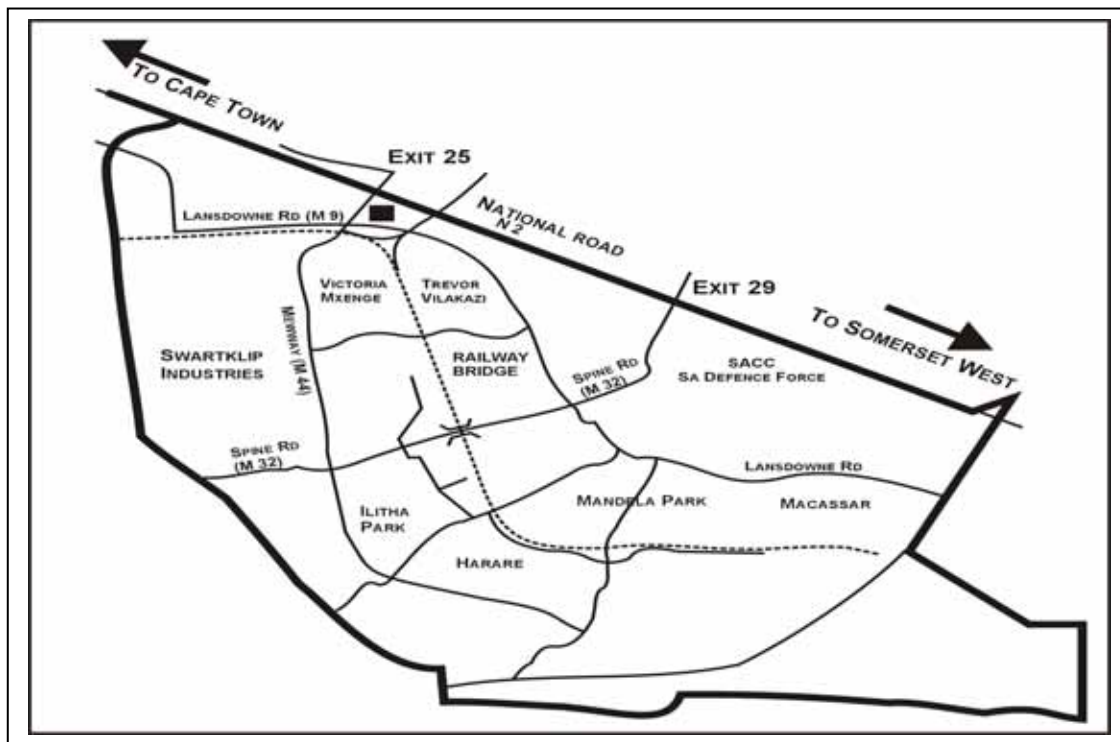 TO CAPE TOWN
EXIT 25
LANSDOWNE RD (M 9)
NATIONAL ROAD
N 2
VICTORIA
MXENGE
TREVOR
VILAKAZI
EXIT 29
TO SOMERSET WEST
MEWWAY (M 44)
SWARTKLIP
INDUSTRIES
RAILWAY
BRIDGE
SPINE RD
(M 32)
SACC
SA DEFENCE FORCE
SPINE RD
(M 32)
LANSDOWNE RD
ILITHA
PARK
MANDELA PARK
MACASSAR
HARARE